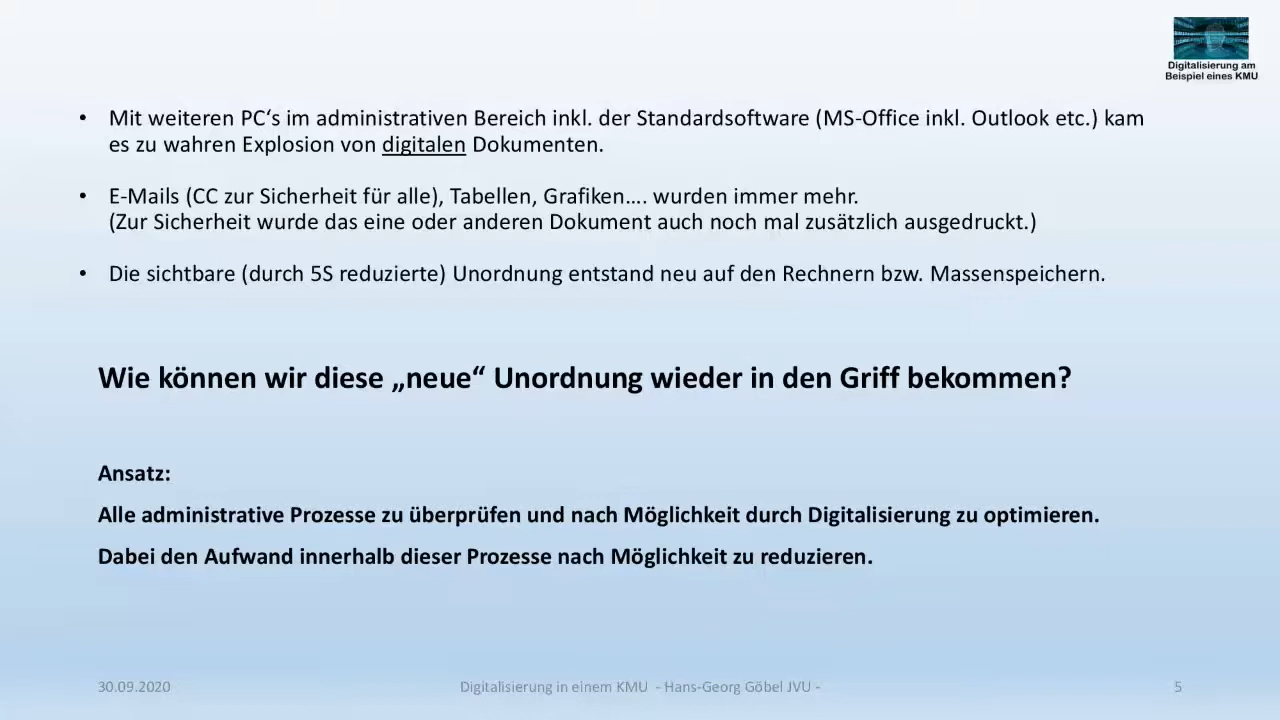 Digitalisierung am
Beispiel eines KMU
• Mit weiteren PC‘s im administrativen Bereich inkl. der Standardsoftware (MS-Office inkl. Outlook etc.) kam
es zu wahren Explosion von digitalen Dokumenten.
• E-Mails (CC zur Sicherheit für alle), Tabellen, Grafiken…. wurden immer mehr.
(Zur Sicherheit wurde das eine oder anderen Dokument auch noch mal zusätzlich ausgedruckt.)
• Die sichtbare (durch 5S reduzierte) Unordnung entstand neu auf den Rechnern bzw. Massenspeichern.
Wie können wir diese „neue“ Unordnung wieder in den Griff bekommen?
Ansatz:
Alle administrative Prozesse zu überprüfen und nach Möglichkeit durch Digitalisierung zu optimieren.
Dabei den Aufwand innerhalb dieser Prozesse nach Möglichkeit zu reduzieren.
30.09.2020 Digitalisierung in einem KMU - Hans-Georg Göbel JVU - 5